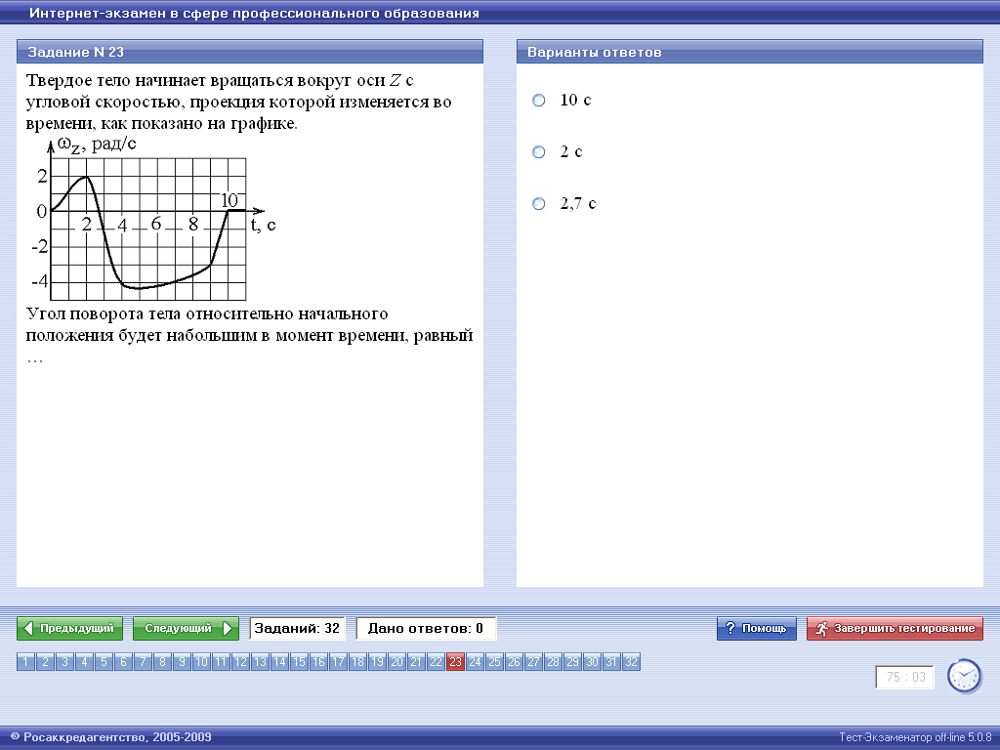 Интернет-экзамен в сфере профессионального образования
Задание N 23
Твердое тело начинает вращаться вокруг оси Z с
угловой скоростью, проекция которой изменяется во
времени, как показано на графике.
ωz, рад/с
2
0
-2
-4
10
2 4 6 8 t, с
Угол поворота тела относительно начального
положения будет набольшим в момент времени, равный
…
Варианты ответов
10 с
2 с
2,7 с
Предыдущий
Следующий
Заданий: 32
Дано ответов: 0
? Помощь
Завершить тестирование
1 2 3 4 5 6 7 8 9 10 11 12 13 14 15 16 17 18 19 20 21 22 23 24 25 26 27 28 29 30 31 32
75 : 03
© Росаккредагентство, 2005-2009
Тест-Экзаменатор off-line 5.0.8